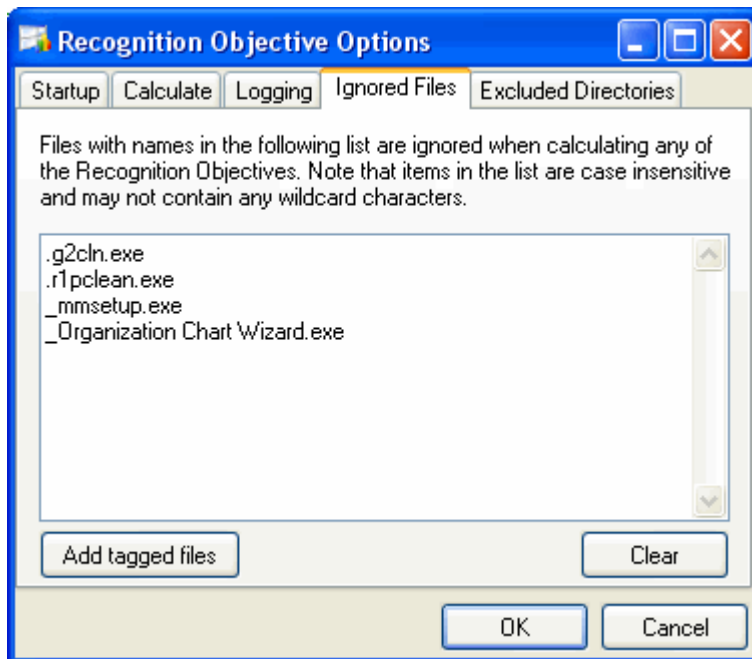 Recognition Objective Options
Startup Calculate Logging Ignored Files Excluded Directories
Files with names in the following list are ignored when calculating any of
the Recognition Objectives. Note that items in the list are case insensitive
and may not contain any wildcard characters.
.g2cln.exe
.r1pclean.exe
_mmsetup.exe
_Organization Chart Wizard.exe
Add tagged files Clear
OK Cancel